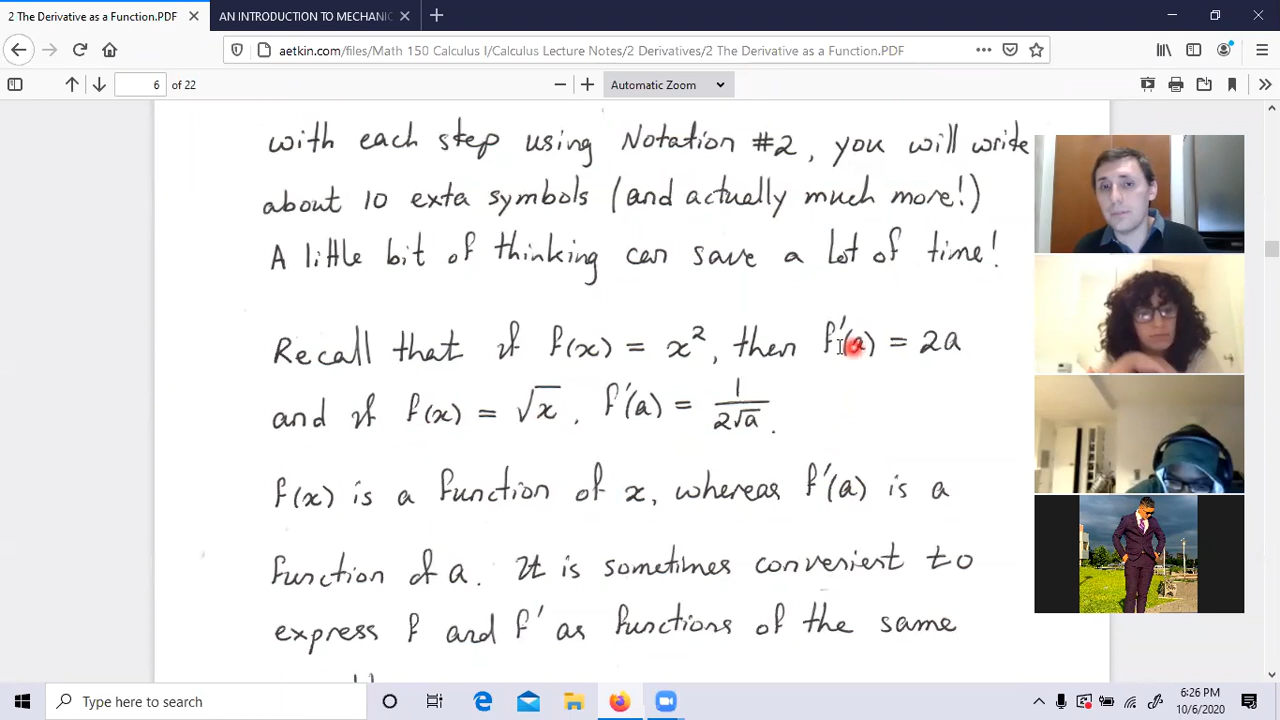 2 The Derivative as a Function.PDF
AN INTRODUCTION TO MECHANIC
aetkin.com/files/Math 150 Calculus I/Calculus Lecture Notes/2 Derivatives/2 The Derivative as a Function.PDF
6 of 22
Automatic Zoom
with each step using Notation #2, you will write
about 10 exta symbols (and actually much more!)
A little bit of thinking can save a lot of time!
Recall that if f(x) = x², then f'(a) = 2a
and if f(x) = √x, f'(a) = 1/(2√a).
f(x) is a function of x, whereas f'(a) is a
function of a. It is sometimes convenient to
express f and f' as functions of the same
Type here to search
6:26 PM
10/6/2020